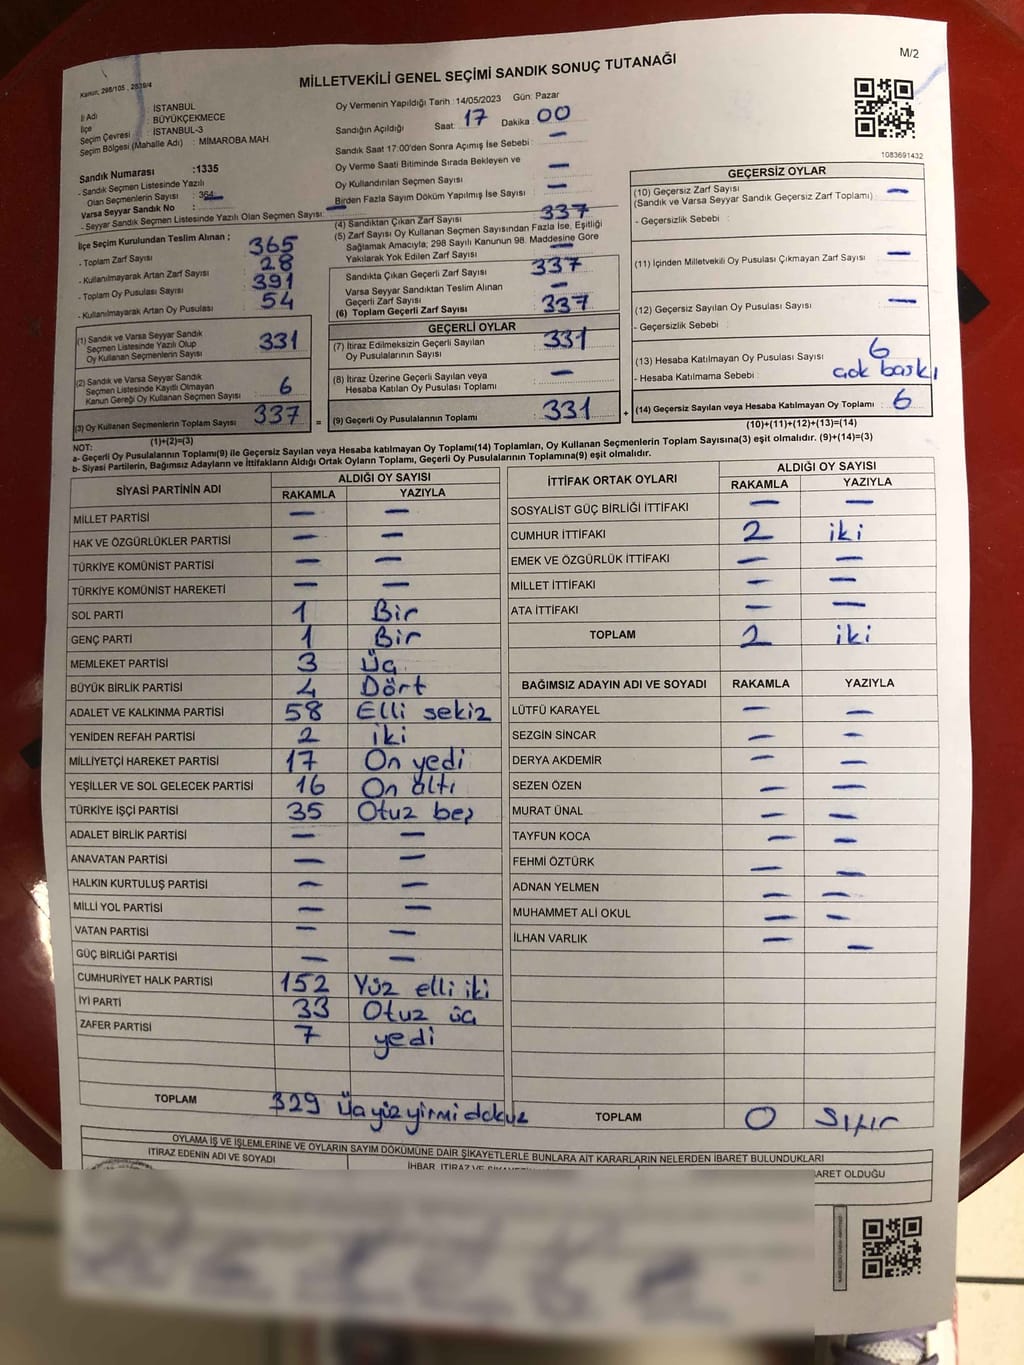 Kanun; 298/105 , 2839/4
M/2
MİLLETVEKİLİ GENEL SEÇİMİ SANDIK SONUÇ TUTANAĞI
İl Adı : İSTANBUL
İlçe : BÜYÜKÇEKMECE
Seçim Çevresi : İSTANBUL-3
Seçim Bölgesi (Mahalle Adı) : MİMAROBA MAH
Sandık Numarası :1335
- Sandık Seçmen Listesinde Yazılı
Olan Seçmenlerin Sayısı : 364
Varsa Seyyar Sandık No : —
- Seyyar Sandık Seçmen Listesinde Yazılı Olan Seçmen Sayısı: —
Oy Vermenin Yapıldığı Tarih : 14/05/2023 Gün: Pazar
Sandığın Açıldığı Saat : 17 Dakika : 00
Sandık Saat 17:00'den Sonra Açımış İse Sebebi : —
Oy Verme Saati Bitiminde Sırada Bekleyen ve
Oy Kullandırılan Seçmen Sayısı : —
Birden Fazla Sayım Döküm Yapılmış İse Sayısı : —
1083691432
İlçe Seçim Kurulundan Teslim Alınan ;
- Toplam Zarf Sayısı : 365
- Kullanılmayarak Artan Zarf Sayısı : 28
- Toplam Oy Pusulası Sayısı : 391
- Kullanılmayarak Artan Oy Pusulası : 54
(1) Sandık ve Varsa Seyyar Sandık
Seçmen Listesinde Yazılı Olup
Oy Kullanan Seçmenlerin Sayısı : 331
(2) Sandık ve Varsa Seyyar Sandık
Seçmen Listesinde Kayıtlı Olmayan
Kanun Gereği Oy Kullanan Seçmen Sayısı : 6
(3) Oy Kullanan Seçmenlerin Toplam Sayısı : 337 =
(1)+(2)=(3)
(4) Sandıktan Çıkan Zarf Sayısı : 337
(5) Zarf Sayısı Oy Kullanan Seçmen Sayısından Fazla İse, Eşitliği
Sağlamak Amacıyla; 298 Sayılı Kanunun 98. Maddesine Göre
Yakılarak Yok Edilen Zarf Sayısı : —
Sandıkta Çıkan Geçerli Zarf Sayısı : 337
Varsa Seyyar Sandıktan Teslim Alınan
Geçerli Zarf Sayısı : —
(6) Toplam Geçerli Zarf Sayısı : 337
GEÇERLİ OYLAR
(7) İtiraz Edilmeksizin Geçerli Sayılan
Oy Pusulalarının Sayısı : 331
(8) İtiraz Üzerine Geçerli Sayılan veya
Hesaba Katılan Oy Pusulası Toplamı : —
(9) Geçerli Oy Pusulalarının Toplamı : 331 +
GEÇERSİZ OYLAR
(10) Geçersiz Zarf Sayısı : —
(Sandık ve Varsa Seyyar Sandık Geçersiz Zarf Toplamı)
- Geçersizlik Sebebi :
(11) İçinden Milletvekili Oy Pusulası Çıkmayan Zarf Sayısı : —
(12) Geçersiz Sayılan Oy Pusulası Sayısı : —
- Geçersizlik Sebebi :
(13) Hesaba Katılmayan Oy Pusulası Sayısı : 6
- Hesaba Katılmama Sebebi : çok baskı
(14) Geçersiz Sayılan veya Hesaba Katılmayan Oy Toplamı : 6
(10)+(11)+(12)+(13)=(14)
NOT:
a- Geçerli Oy Pusulalarının Toplamı(9) ile Geçersiz Sayılan veya Hesaba katılmayan Oy Toplamı(14) Toplamları, Oy Kullanan Seçmenlerin Toplam Sayısına(3) eşit olmalıdır. (9)+(14)=(3)
b- Siyasi Partilerin, Bağımsız Adayların ve İttifakların Aldığı Ortak Oyların Toplamı, Geçerli Oy Pusulalarının Toplamına(9) eşit olmalıdır.
SİYASİ PARTİNİN ADI ALDIĞI OY SAYISI
RAKAMLA YAZIYLA
MİLLET PARTİSİ — —
HAK VE ÖZGÜRLÜKLER PARTİSİ — —
TÜRKİYE KOMÜNİST PARTİSİ — —
TÜRKİYE KOMÜNİST HAREKETİ — —
SOL PARTİ 1 Bir
GENÇ PARTİ 1 Bir
MEMLEKET PARTİSİ 3 Üç
BÜYÜK BİRLİK PARTİSİ 4 Dört
ADALET VE KALKINMA PARTİSİ 58 Elli sekiz
YENİDEN REFAH PARTİSİ 2 iki
MİLLİYETÇİ HAREKET PARTİSİ 17 On yedi
YEŞİLLER VE SOL GELECEK PARTİSİ 16 On altı
TÜRKİYE İŞÇİ PARTİSİ 35 Otuz beş
ADALET BİRLİK PARTİSİ — —
ANAVATAN PARTİSİ — —
HALKIN KURTULUŞ PARTİSİ — —
MİLLİ YOL PARTİSİ — —
VATAN PARTİSİ — —
GÜÇ BİRLİĞİ PARTİSİ — —
CUMHURİYET HALK PARTİSİ 152 Yüz elli iki
İYİ PARTİ 33 Otuz üç
ZAFER PARTİSİ 7 yedi
TOPLAM 329 Üçyüzyirmidokuz
İTTİFAK ORTAK OYLARI ALDIĞI OY SAYISI
RAKAMLA YAZIYLA
SOSYALİST GÜÇ BİRLİĞİ İTTİFAKI — —
CUMHUR İTTİFAKI 2 iki
EMEK VE ÖZGÜRLÜK İTTİFAKI — —
MİLLET İTTİFAKI — —
ATA İTTİFAKI — —
TOPLAM 2 iki
BAĞIMSIZ ADAYIN ADI VE SOYADI RAKAMLA YAZIYLA
LÜTFÜ KARAYEL — —
SEZGİN SİNCAR — —
DERYA AKDEMİR — —
SEZEN ÖZEN — —
MURAT ÜNAL — —
TAYFUN KOCA — —
FEHMİ ÖZTÜRK — —
ADNAN YELMEN — —
MUHAMMET ALİ OKUL — —
İLHAN VARLIK — —
TOPLAM 0 Sıfır
OYLAMA İŞ VE İŞLEMLERİNE VE OYLARIN SAYIM DÖKÜMÜNE DAİR ŞİKAYETLERLE BUNLARA AİT KARARLARIN NELERDEN İBARET BULUNDUKLARI
İTİRAZ EDENİN ADI VE SOYADI
İHBAR, İTİRAZ VE
BARET OLDUĞU